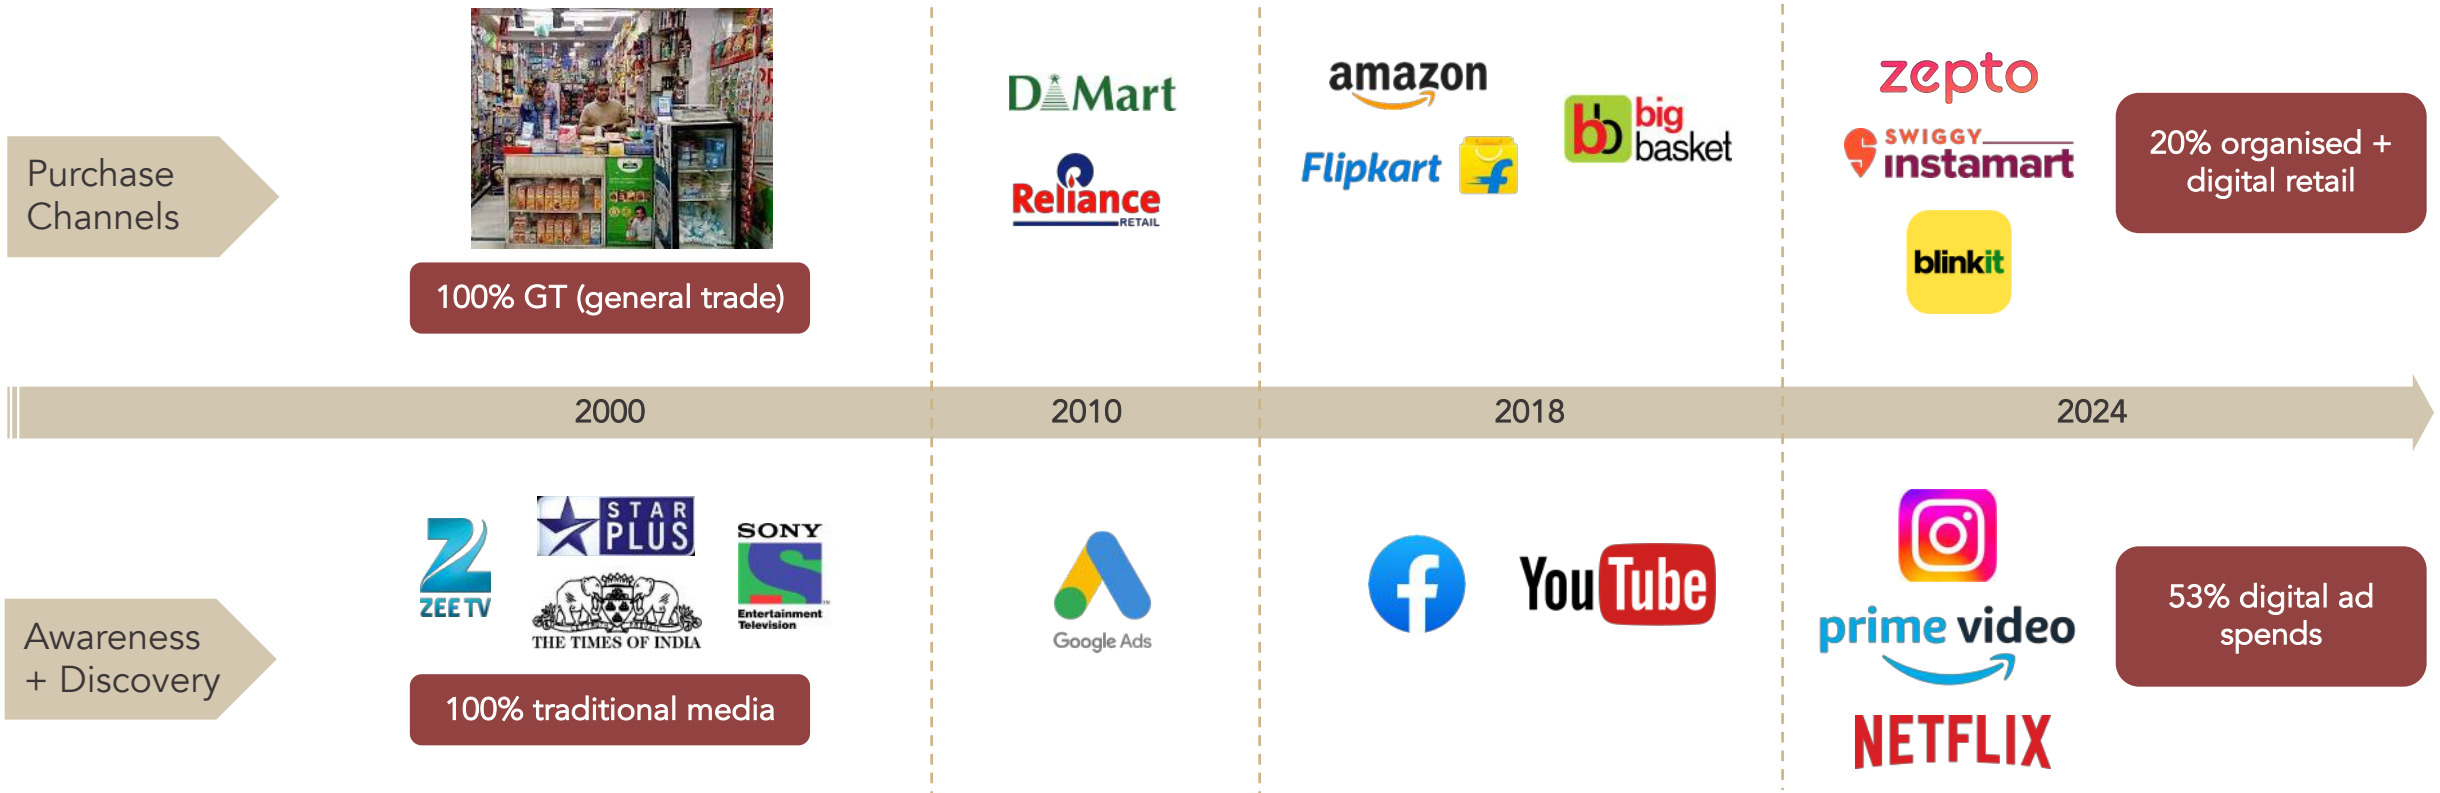 Purchase
Channels
100% GT (general trade)
D Mart
Reliance
RETAIL
amazon
Flipkart
big
basket
zepto
SWIGGY
instamart
blinkit
20% organised +
digital retail
2000
2010
2018
2024
Awareness
+ Discovery
ZEE TV
STAR
PLUS
SONY
Entertainment
Television
THE TIMES OF INDIA
100% traditional media
Google Ads
YouTube
prime video
NETFLIX
53% digital ad
spends